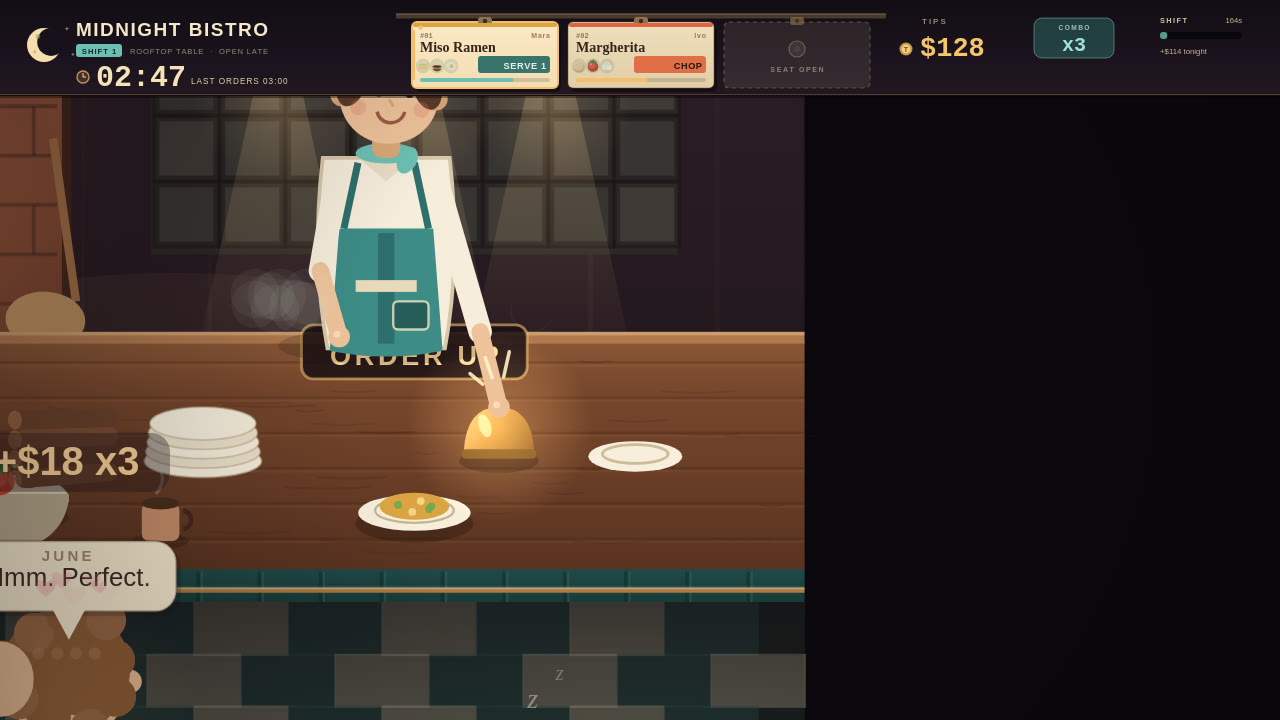 MIDNIGHT BISTRO
SHIFT 1 ROOFTOP TABLE · OPEN LATE
02:47 LAST ORDERS 03:00
#01 Mara
Miso Ramen
SERVE 1
#02 Ivo
Margherita
CHOP
SEAT OPEN
TIPS
$128
COMBO
x3
SHIFT 164s
+$114 tonight
ORDER UP
+$18 x3
JUNE
Perfect.
z
z